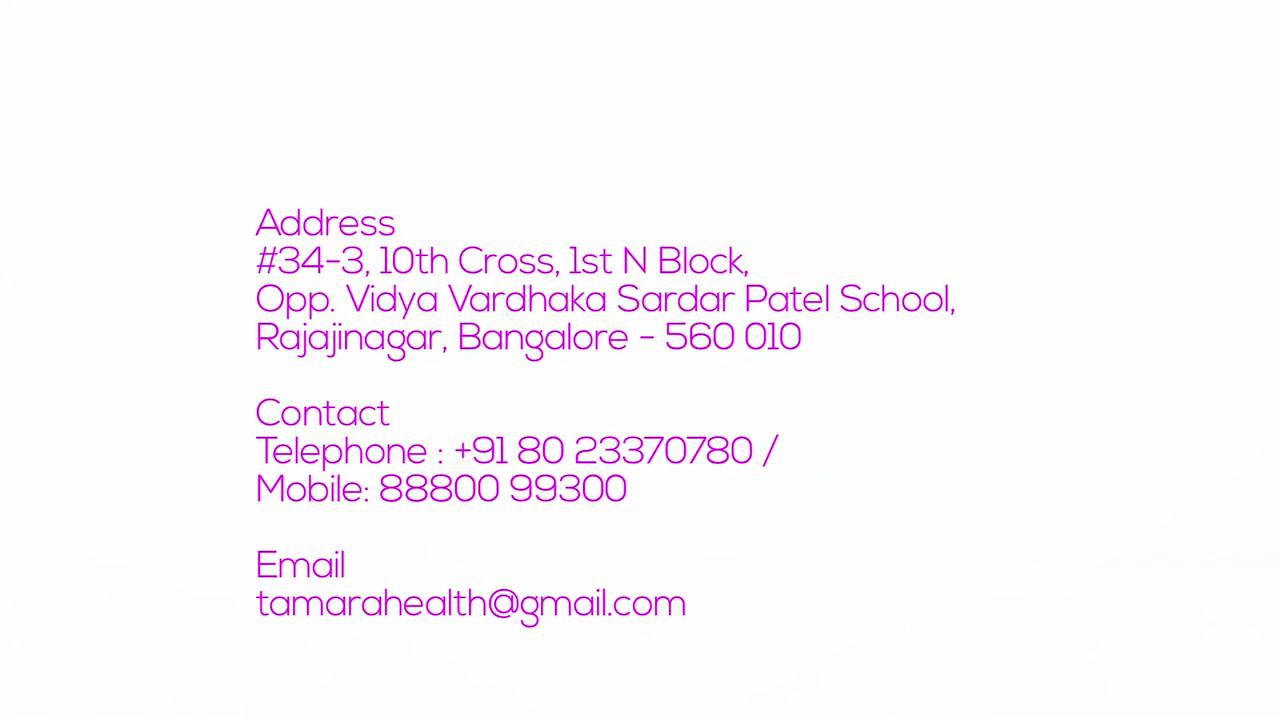 Address
#34-3, 10th Cross, 1st N Block,
Opp. Vidya Vardhaka Sardar Patel School,
Rajajinagar, Bangalore - 560 010
Contact
Telephone : +91 80 23370780 /
Mobile: 88800 99300
Email
tamarahealth@gmail.com